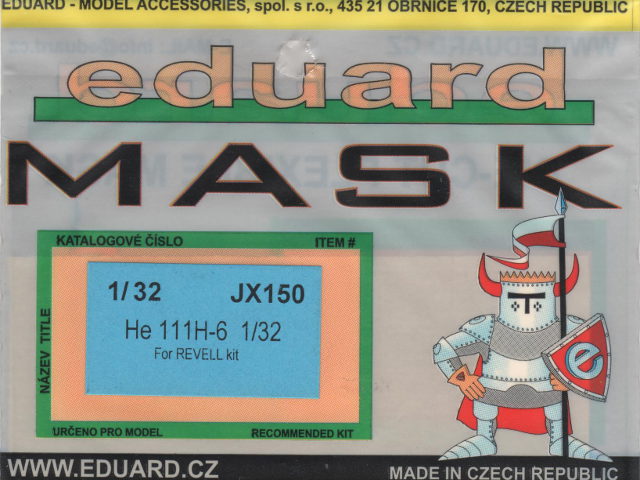 EDUARD - MODEL ACCESSORIES, spol. s r.o., 435 21 OBRNICE 170, CZECH REPUBLIC
eduard
MASK
KATALOGOVÉ ČÍSLO ITEM #
1/32 JX150
He 111H-6 1/32
For REVELL kit
NÁZEV TITLE
URČENO PRO MODEL RECOMMENDED KIT
e
WWW.EDUARD.CZ MADE IN CZECH REPUBLIC